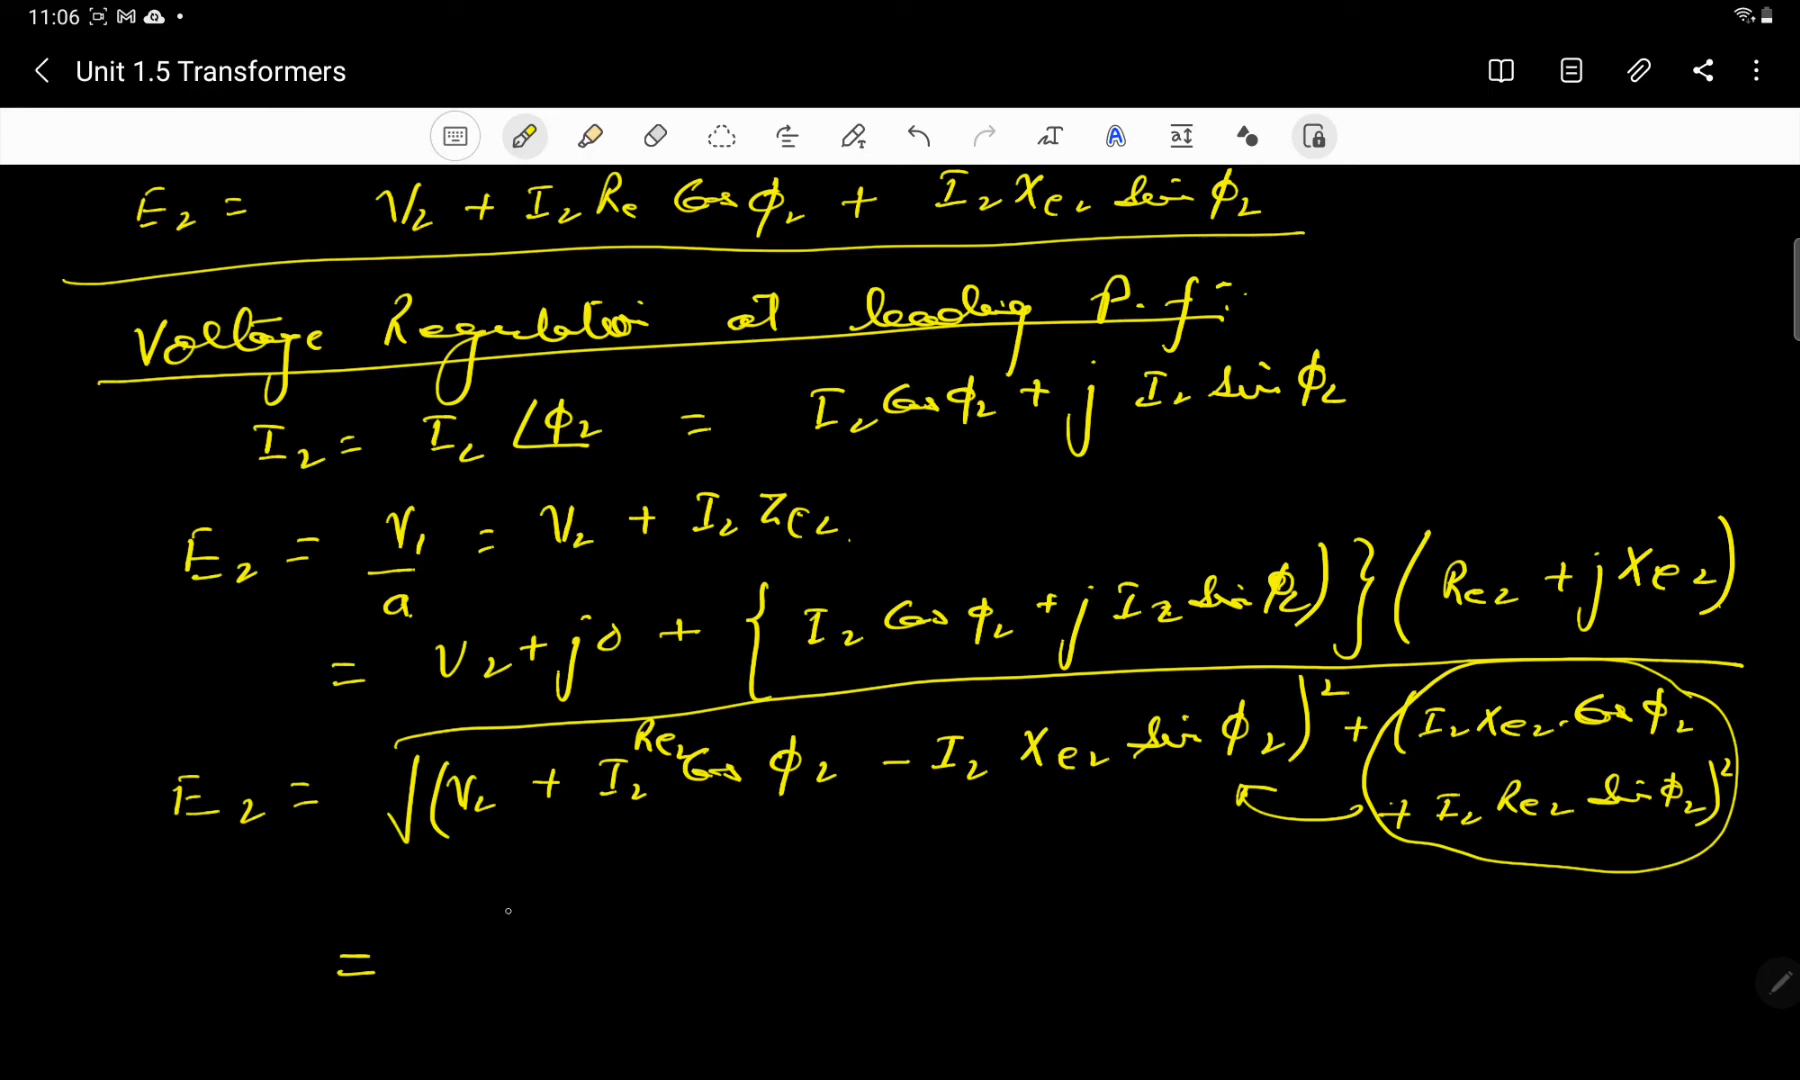 11:06
Unit 1.5 Transformers
E₂ = V₂ + I₂ Re Cos ϕ₂ + I₂ Xe₂ Sin ϕ₂
Voltage Regulation at leading P.f :-
I₂ = I₂ ∠ϕ₂ = I₂ Cos ϕ₂ + j I₂ Sin ϕ₂
E₂ = V₁/a = V₂ + I₂ Ze₂.
= V₂ + j0 + { I₂ Cos ϕ₂ + j I₂ Sin ϕ₂) } (Re₂ + j Xe₂)
E₂ = √(V₂ + I₂ Re₂ Cos ϕ₂ - I₂ Xe₂ Sin ϕ₂)² + (I₂ Xe₂. Cos ϕ₂
+ I₂ Re₂ Sin ϕ₂)²
=